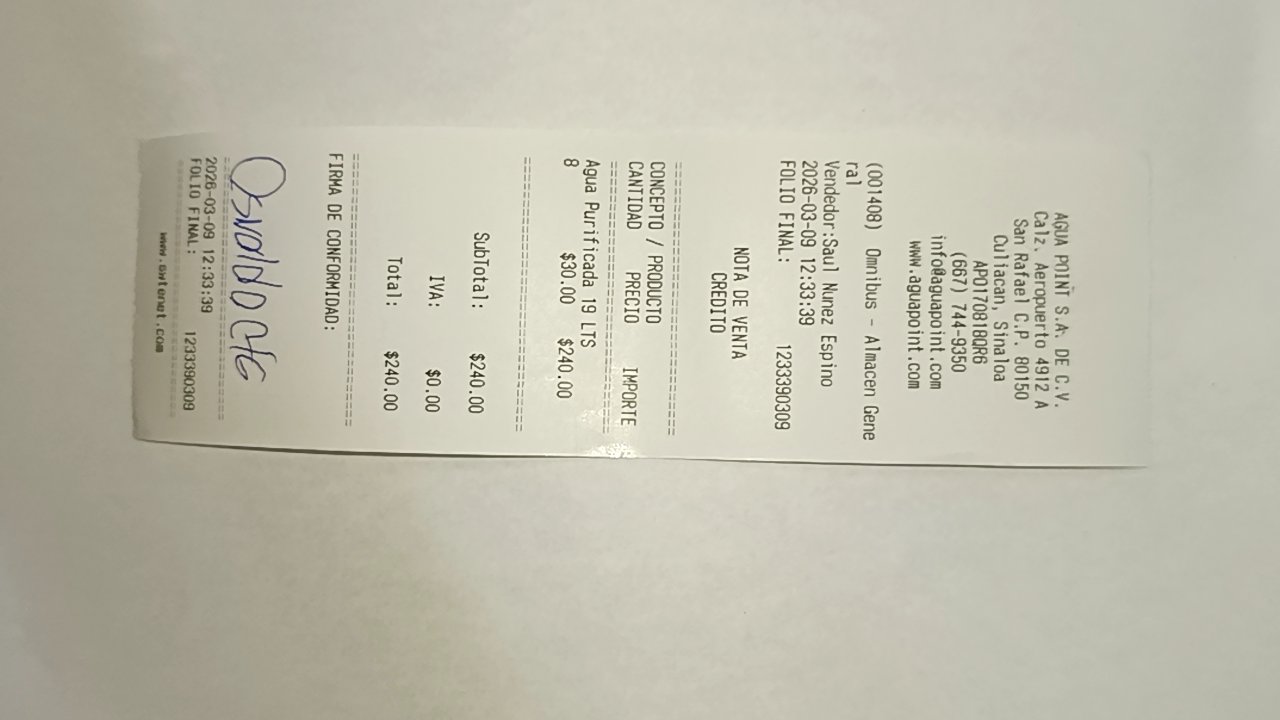 AGUA POINT S.A. DE C.V.
Calz. Aeropuerto 4912 A
San Rafael C.P. 80150
Culiacan, Sinaloa
APO170818QR6
(667) 744-9350
info@aguapoint.com
www.aguapoint.com
(001408) Omnibus - Almacen Gene
ral
Vendedor:Saul Nunez Espino
2026-03-09 12:33:39
FOLIO FINAL: 1233390309
NOTA DE VENTA
CREDITO
===============================
CONCEPTO / PRODUCTO
CANTIDAD PRECIO IMPORTE
===============================
Agua Purificada 19 LTS
8 $30.00 $240.00
===============================
SubTotal: $240.00
IVA: $0.00
Total: $240.00
===============================
FIRMA DE CONFORMIDAD:
===============================
2026-03-09 12:33:39
FOLIO FINAL: 1233390309
===============================